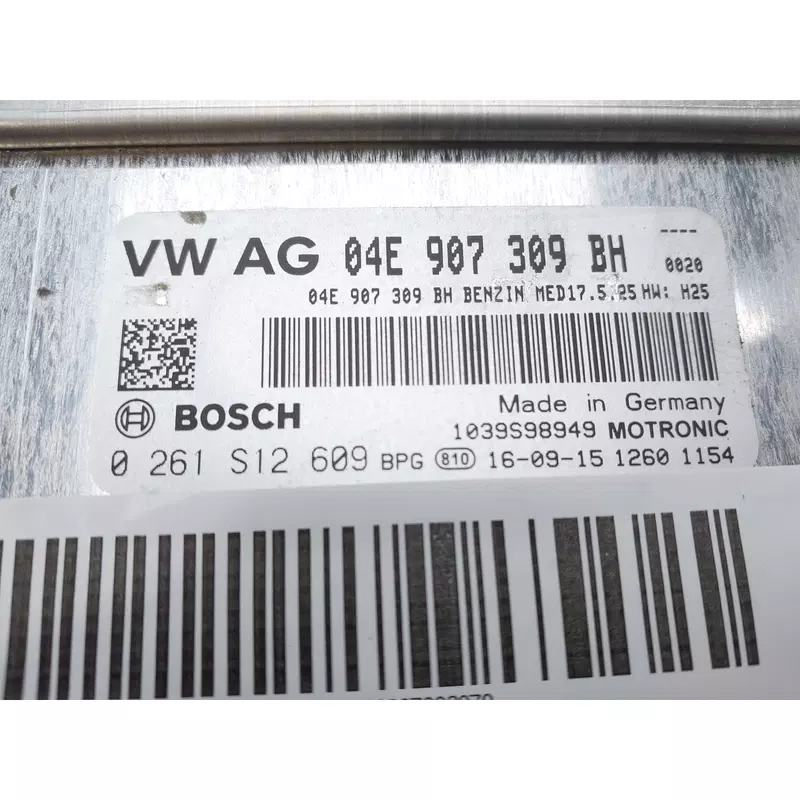 VW AG 04E 907 309 BH ----
0020
04E 907 309 BH BENZIN MED17.5.25 HW: H25
BOSCH
Made in Germany
1039S98949 MOTRONIC
0 261 S12 609 BPG 810 16-09-15 1260 1154